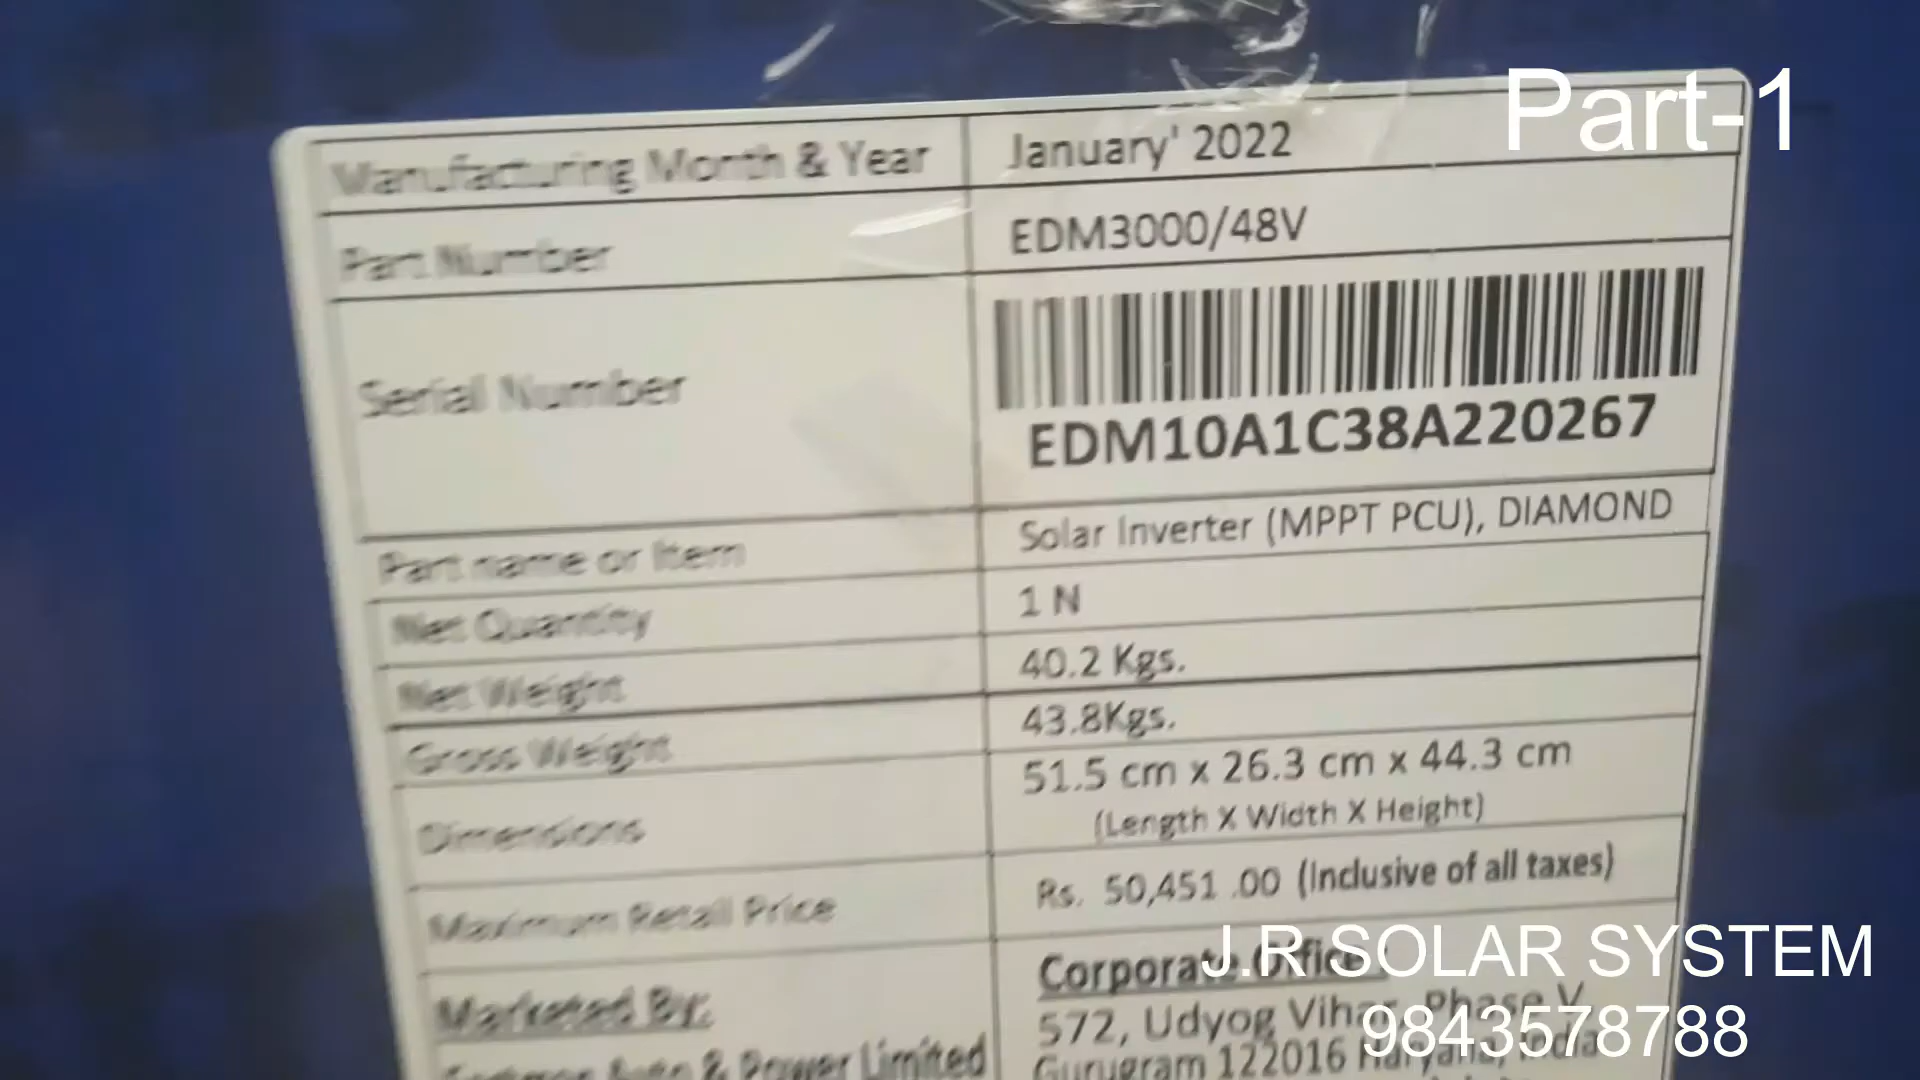 Part-1
Manufacturing Month & Year January' 2022
Part Number EDM3000/48V
Serial Number
EDM10A1C38A220267
Part name or Item Solar Inverter (MPPT PCU), DIAMOND
Net Quantity 1 N
Net Weight 40.2 Kgs.
Gross Weight 43.8Kgs.
Dimensions 51.5 cm x 26.3 cm x 44.3 cm
(Length X Width X Height)
Maximum Retail Price Rs. 50,451 .00 (Inclusive of all taxes)
Marketed By: Corporate Office :
572, Udyog Vihar, Phase V,
& Power Limited Gurugram 122016 Haryana, India
J.R SOLAR SYSTEM
9843578788